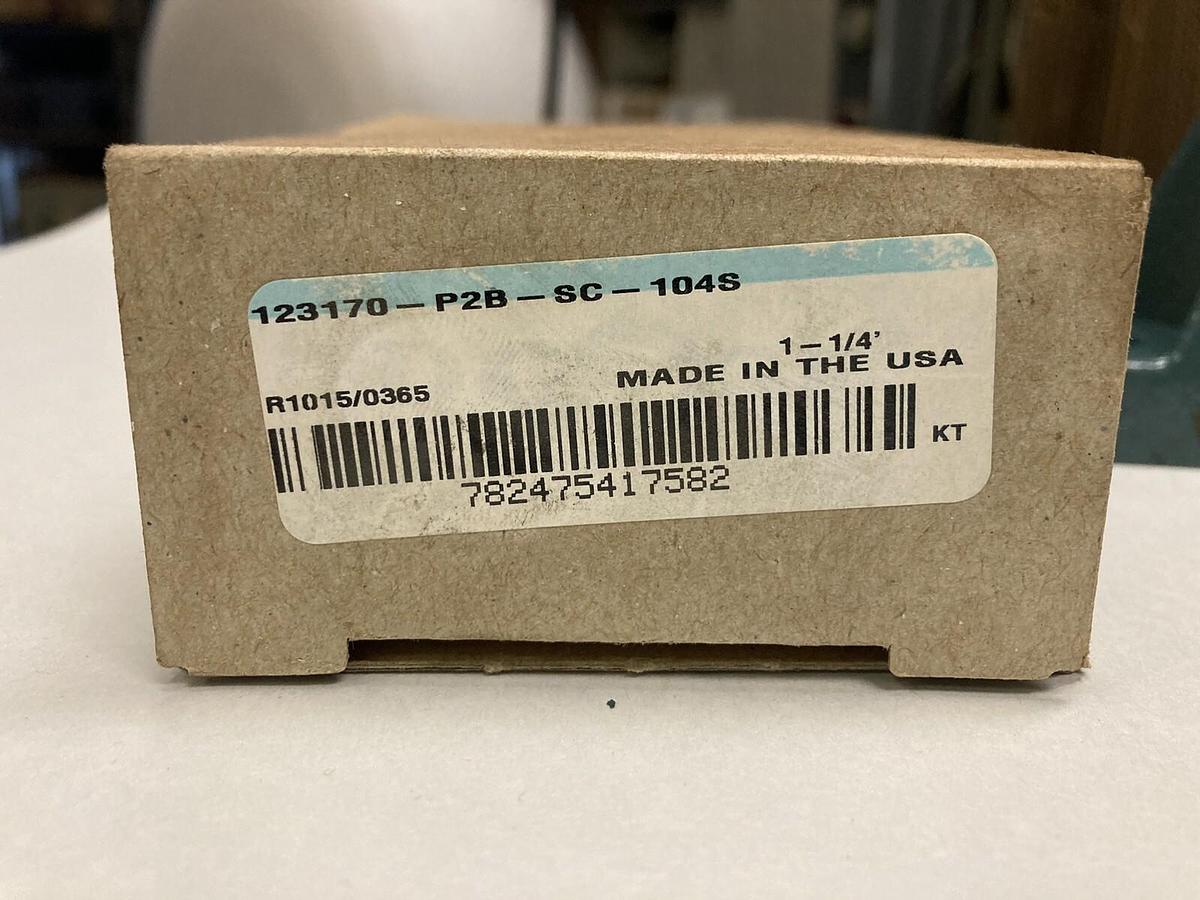 123170-P2B-SC-104S
1-1/4'
MADE IN THE USA
R1015/0365
KT
782475417582